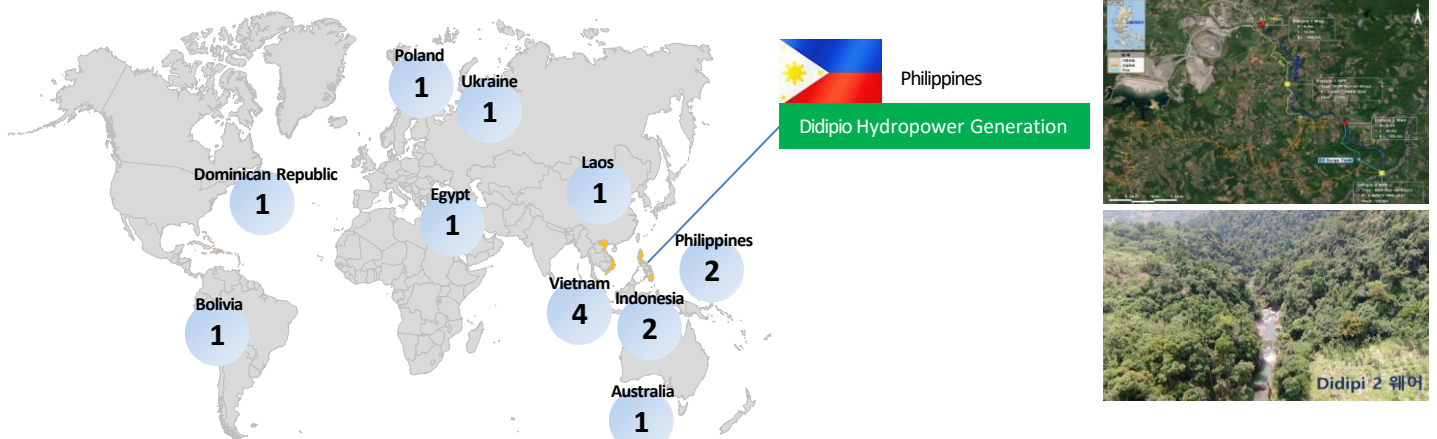 Poland
1
Ukraine
1
Dominican Republic
1
Egypt
1
Laos
1
Philippines
2
Vietnam
4
Indonesia
2
Bolivia
1
Australia
1
Philippines
Didipio Hydropower Generation
Didipi 2 웨어